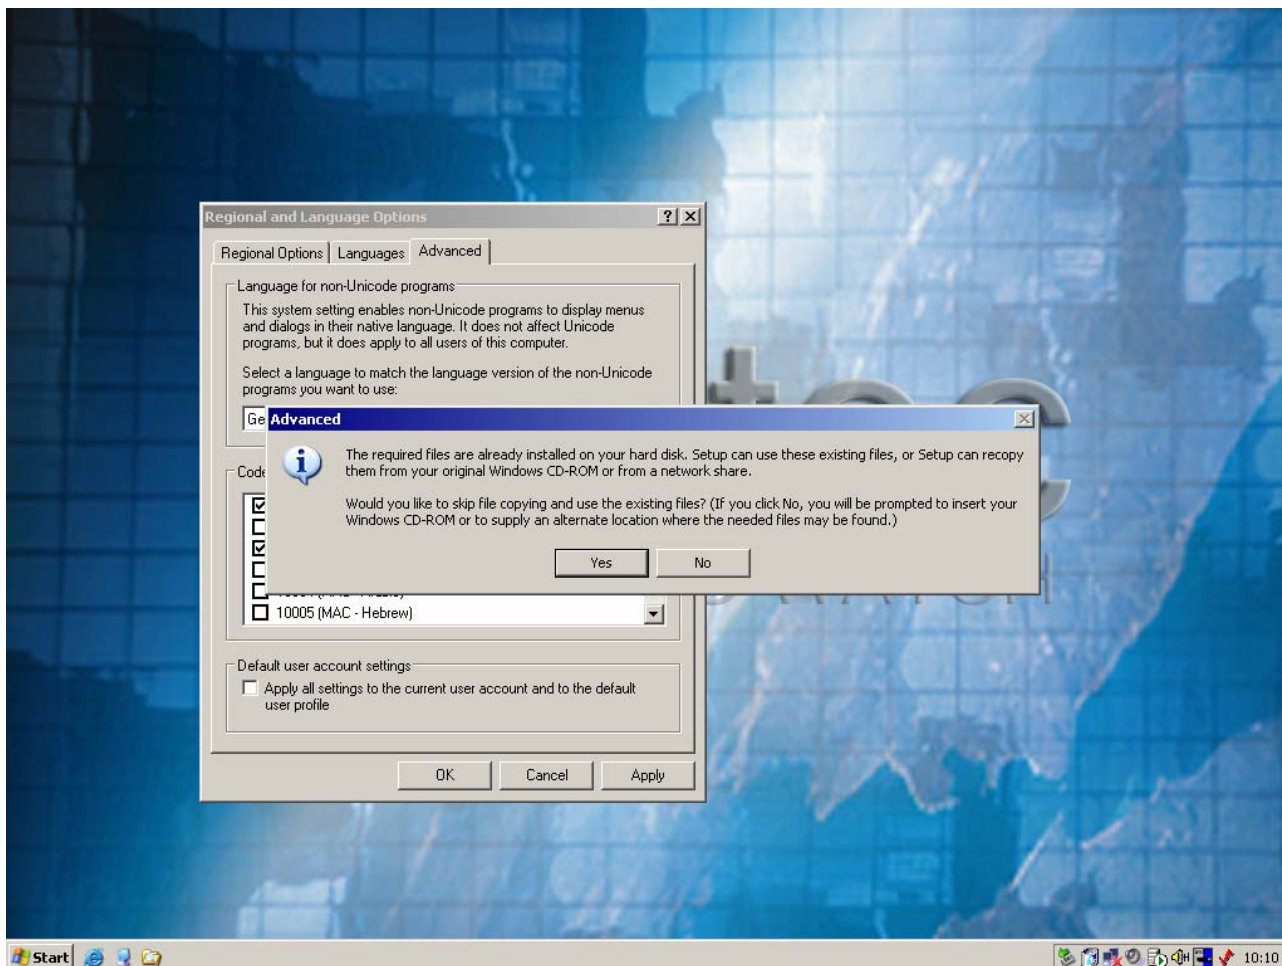 Regional and Language Options
Regional Options
Languages
Advanced
Language for non-Unicode programs
This system setting enables non-Unicode programs to display menus
and dialogs in their native language. It does not affect Unicode
programs, but it does apply to all users of this computer.
Select a language to match the language version of the non-Unicode
programs you want to use:
Ge
Advanced
The required files are already installed on your hard disk. Setup can use these existing files, or Setup can recopy
them from your original Windows CD-ROM or from a network share.
Would you like to skip file copying and use the existing files? (If you click No, you will be prompted to insert your
Windows CD-ROM or to supply an alternate location where the needed files may be found.)
Yes
No
Code
10005 (MAC - Hebrew)
Default user account settings
Apply all settings to the current user account and to the default
user profile
OK
Cancel
Apply
Start
10:10